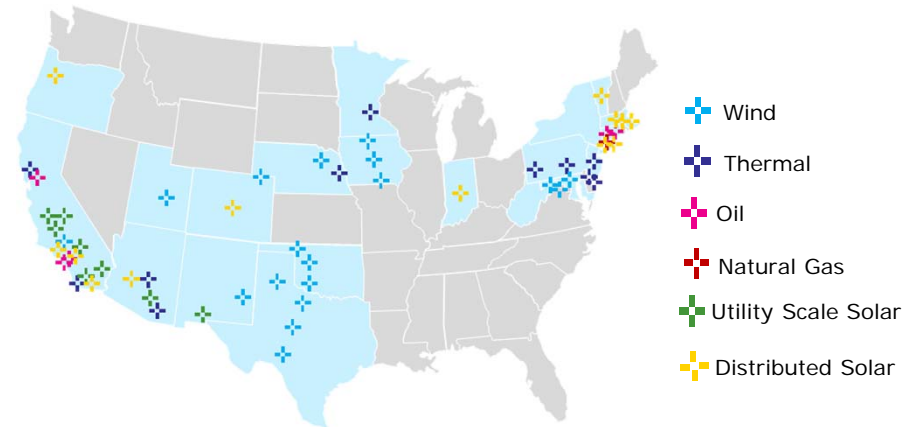 Wind
Thermal
Oil
Natural Gas
Utility Scale Solar
Distributed Solar